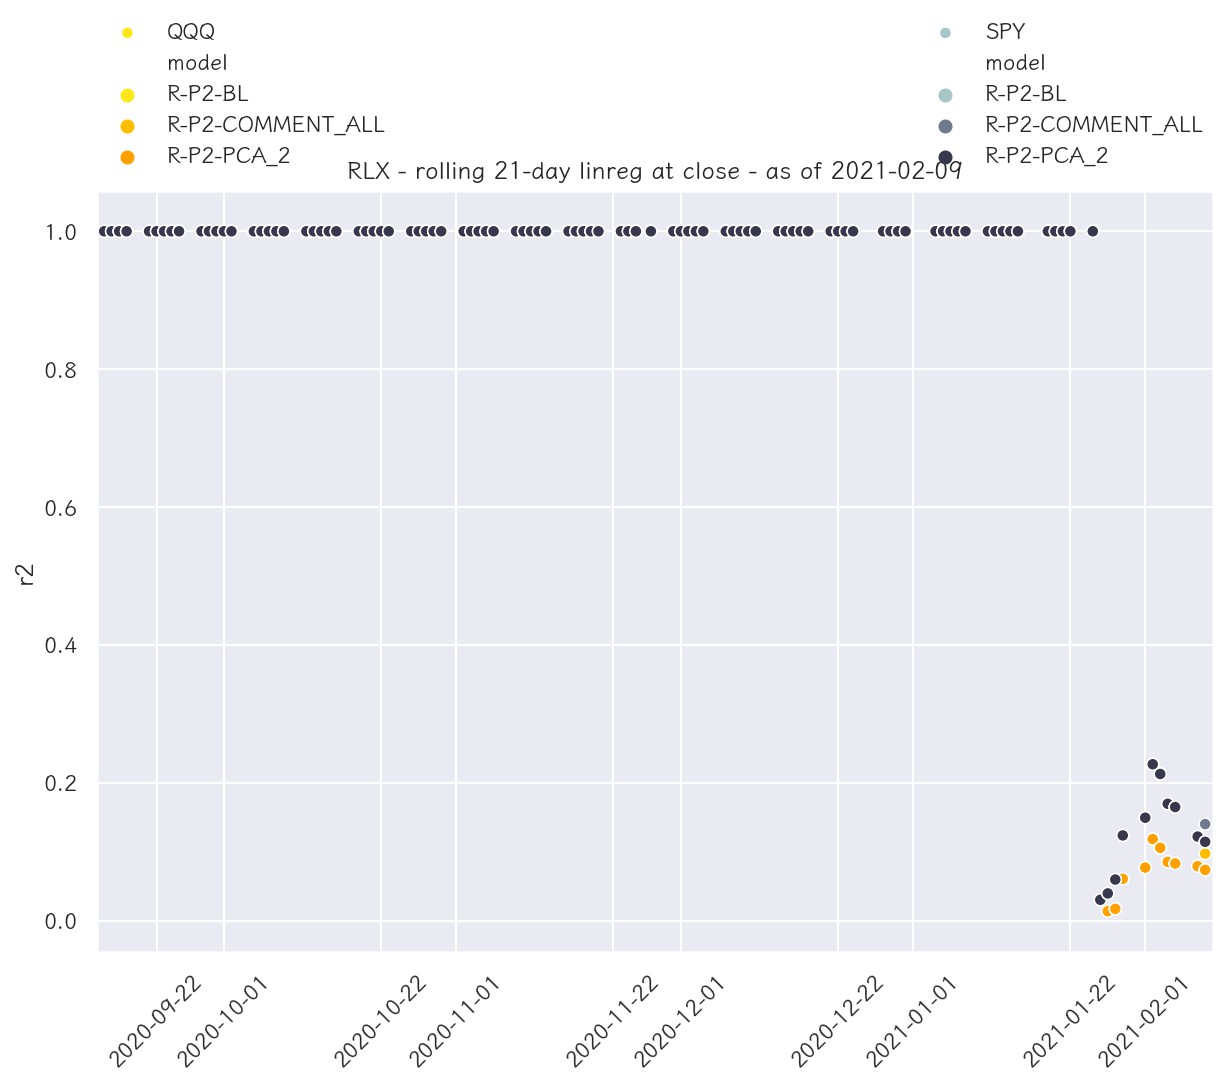 QQQ
model
R-P2-BL
R-P2-COMMENT_ALL
R-P2-PCA_2
SPY
model
R-P2-BL
R-P2-COMMENT_ALL
R-P2-PCA_2
RLX - rolling 21-day linreg at close - as of 2021-02-09
1.0
0.8
0.6
0.4
0.2
0.0
r2
2020-09-22
2020-10-01
2020-10-22
2020-11-01
2020-11-22
2020-12-01
2020-12-22
2021-01-01
2021-01-22
2021-02-01